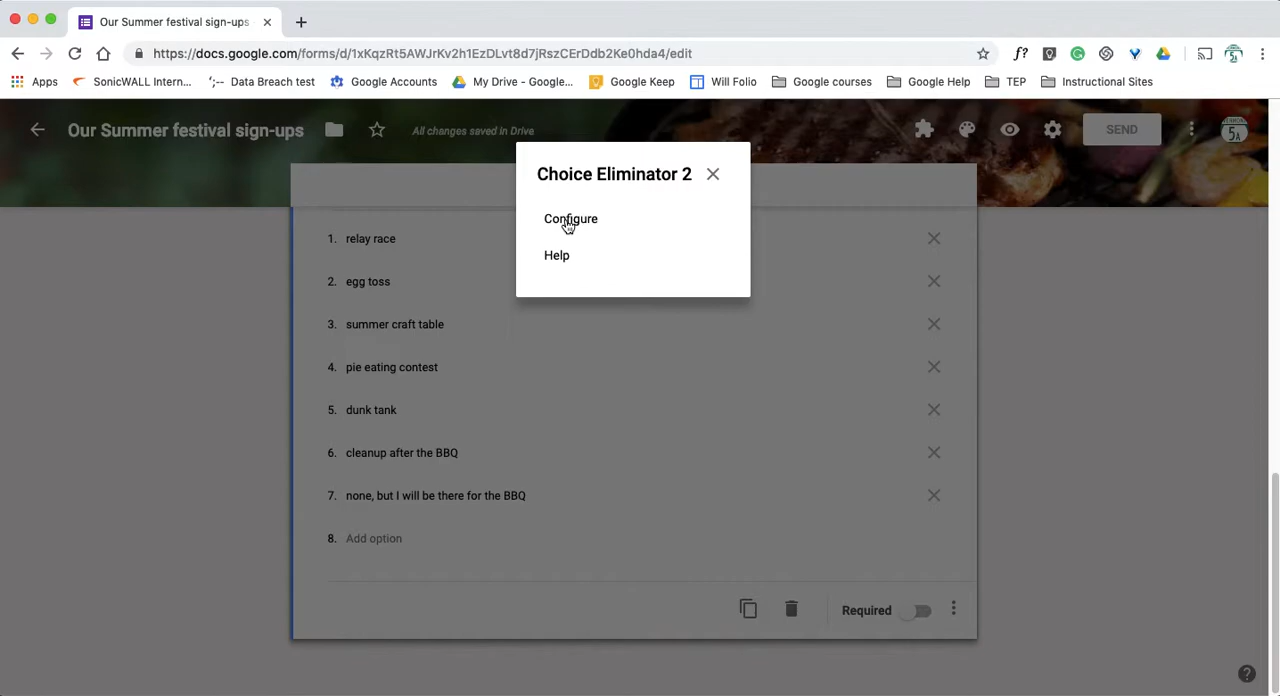 Our Summer festival sign-ups
https://docs.google.com/forms/d/1xKqzRt5AWJrKv2h1EzDLvt8d7jRszCErDdb2Ke0hda4/edit
f?
Apps SonicWALL Intern... Data Breach test Google Accounts My Drive - Google... Google Keep Will Folio Google courses Google Help TEP Instructional Sites
Our Summer festival sign-ups All changes saved in Drive SEND
5A
Choice Eliminator 2
Configure
Help
1. relay race
2. egg toss
3. summer craft table
4. pie eating contest
5. dunk tank
6. cleanup after the BBQ
7. none, but I will be there for the BBQ
8. Add option
Required